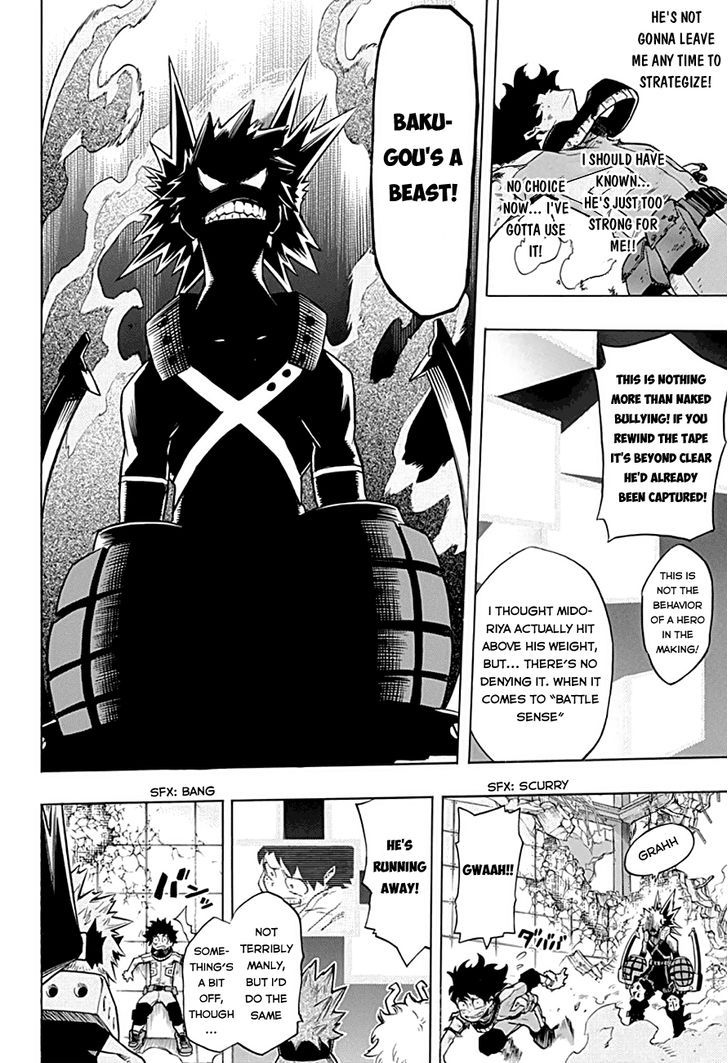 HE'S NOT
GONNA LEAVE
ME ANY TIME TO
STRATEGIZE!
I SHOULD HAVE
KNOWN...
HE'S JUST TOO
STRONG FOR
ME!!
NO CHOICE
NOW... I'VE
GOTTA USE
IT!
BAKU-
GOU'S A
BEAST!
THIS IS NOTHING
MORE THAN NAKED
BULLYING! IF YOU
REWIND THE TAPE
IT'S BEYOND CLEAR
HE'D ALREADY
BEEN CAPTURED!
THIS IS
NOT THE
BEHAVIOR
OF A HERO
IN THE
MAKING!
I THOUGHT MIDO-
RIYA ACTUALLY HIT
ABOVE HIS WEIGHT,
BUT... THERE'S NO
DENYING IT. WHEN IT
COMES TO "BATTLE
SENSE"
SFX: SCURRY
GRAHH
GWAAH!!
ダダダ
HE'S
RUNNING
AWAY!
NOT
TERRIBLY
MANLY,
BUT I'D
DO THE
SAME
SFX: BANG
SOME-
THING'S A
BIT OFF,
THOUGH
...